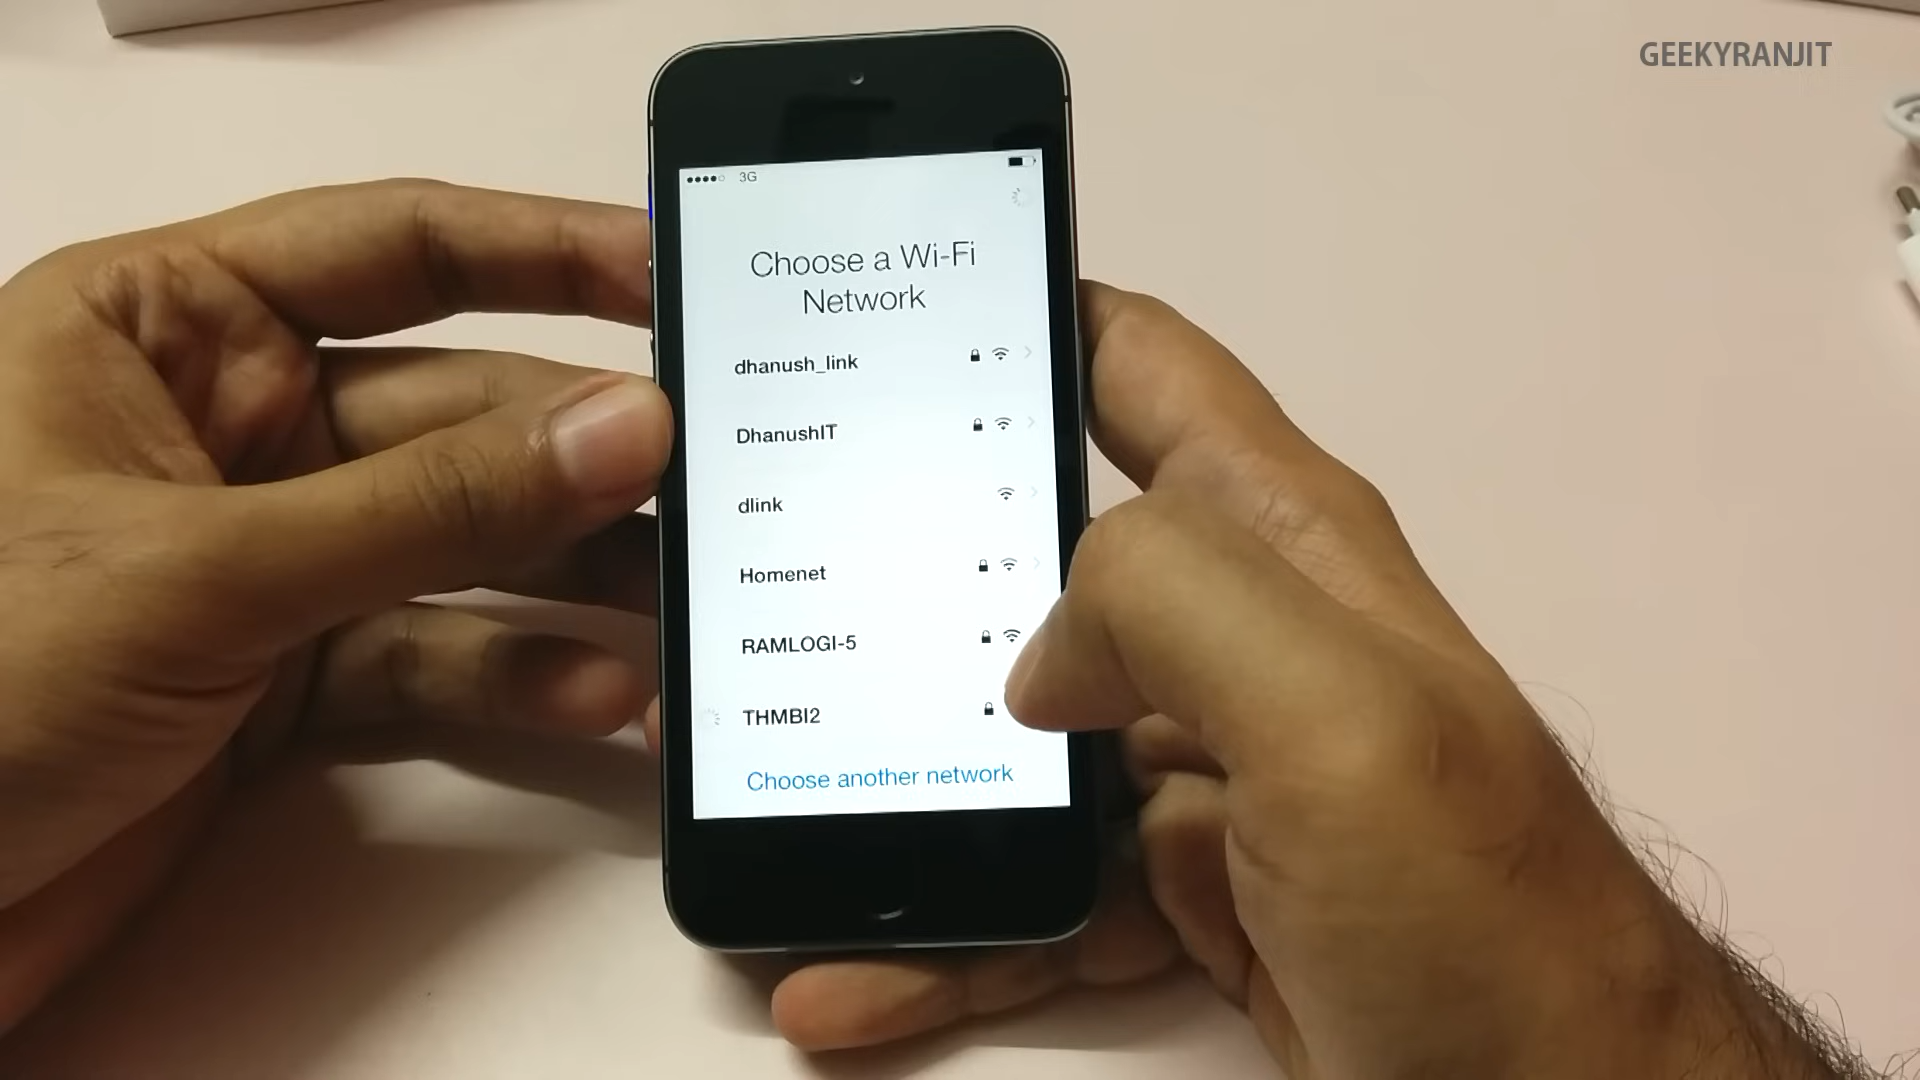 GEEKYRANJIT
3G
Choose a Wi-Fi
Network
dhanush_link
DhanushIT
dlink
Homenet
RAMLOGI-5
THMBI2
Choose another network